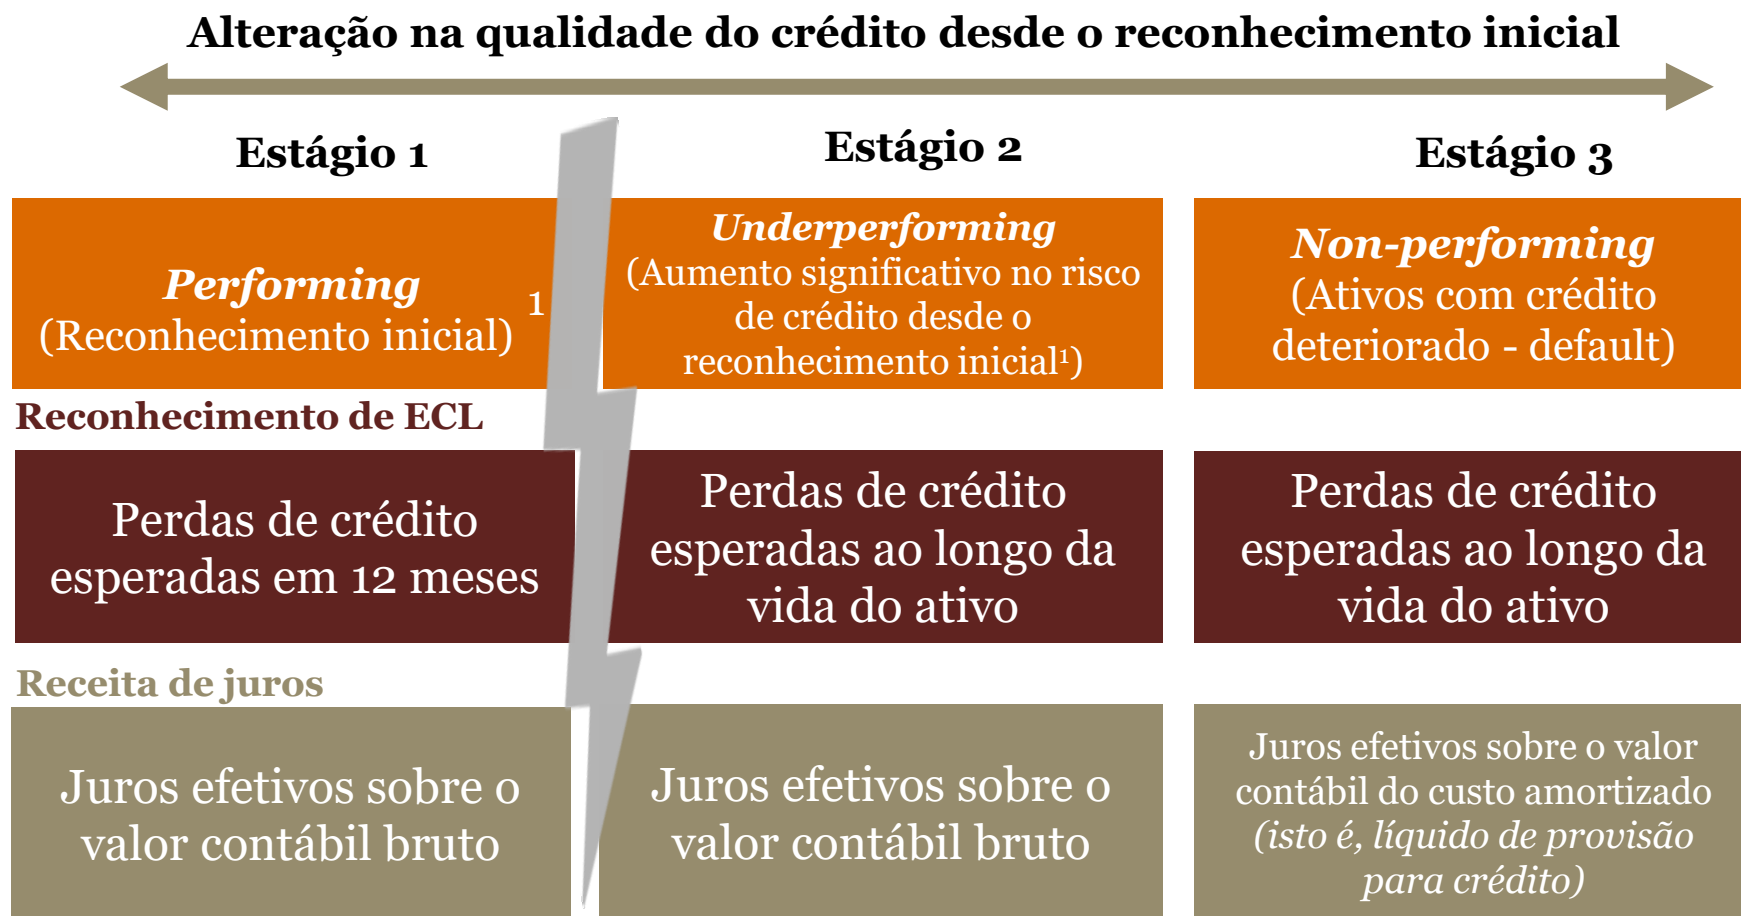 Alteração na qualidade do crédito desde o reconhecimento inicial
Estágio 1
Estágio 2
Estágio 3
Performing
(Reconhecimento inicial) 1
Underperforming
(Aumento significativo no risco
de crédito desde o
reconhecimento inicial¹)
Non-performing
(Ativos com crédito
deteriorado - default)
Reconhecimento de ECL
Perdas de crédito
esperadas em 12 meses
Perdas de crédito
esperadas ao longo da
vida do ativo
Perdas de crédito
esperadas ao longo da
vida do ativo
Receita de juros
Juros efetivos sobre o
valor contábil bruto
Juros efetivos sobre o
valor contábil bruto
Juros efetivos sobre o valor
contábil do custo amortizado
(isto é, líquido de provisão
para crédito)